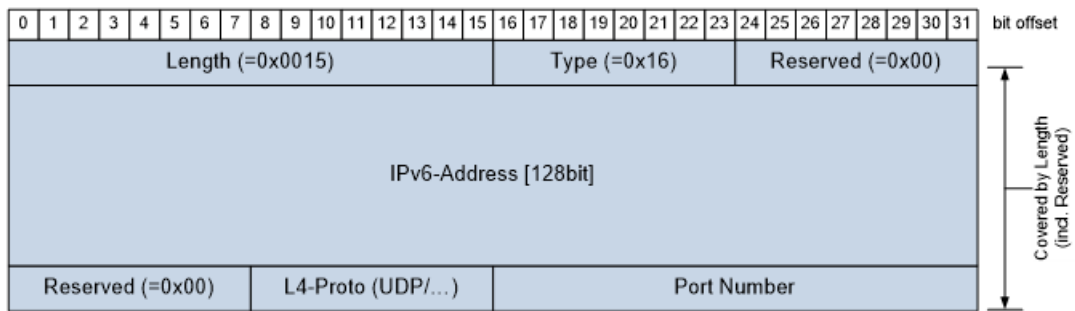 0 1 2 3 4 5 6 7 8 9 10 11 12 13 14 15 16 17 18 19 20 21 22 23 24 25 26 27 28 29 30 31 bit offset
Length (=0x0015) Type (=0x16) Reserved (=0x00)
IPv6-Address [128bit]
Reserved (=0x00) L4-Proto (UDP/...) Port Number
Covered by Length
(incl. Reserved)